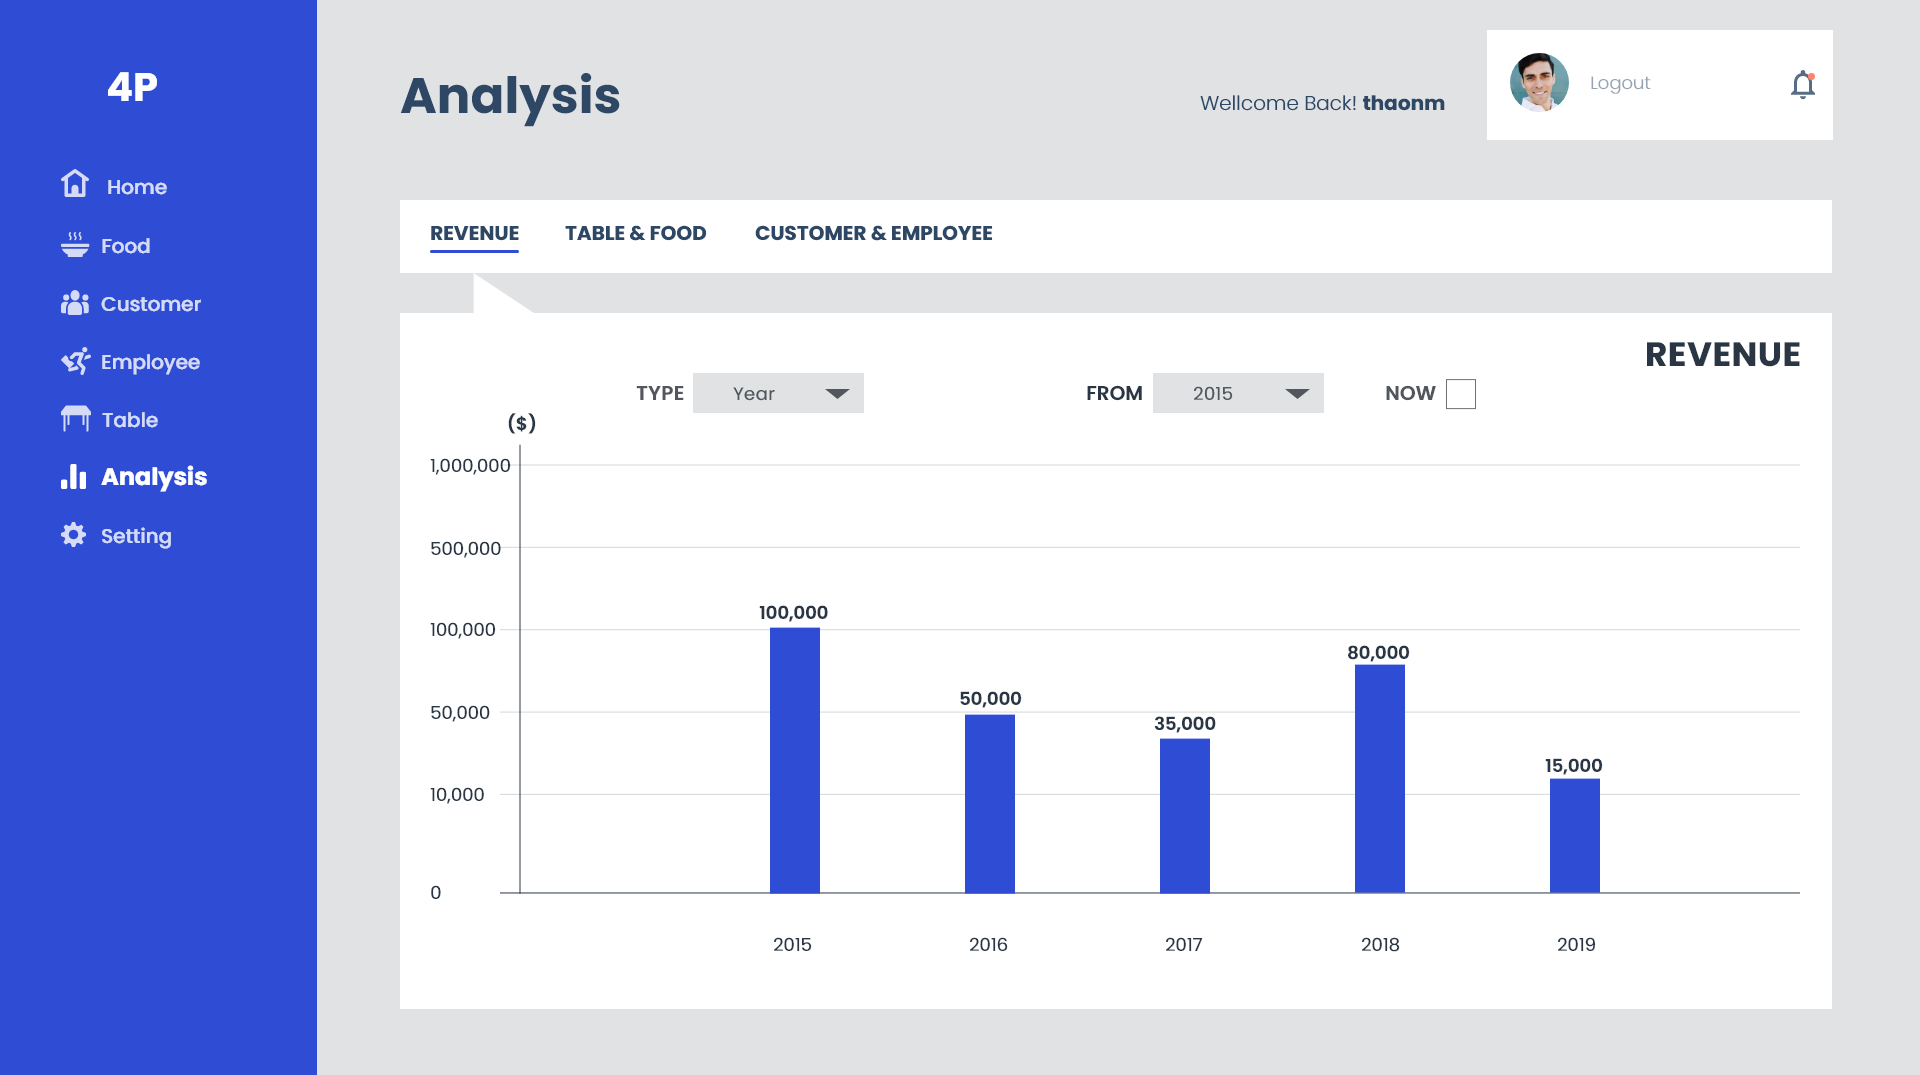 4P
Home
Food
Customer
Employee
Table
Analysis
Setting
Analysis
Wellcome Back! thaonm
Logout
REVENUE TABLE & FOOD CUSTOMER & EMPLOYEE
REVENUE
TYPE Year FROM 2015 NOW
($)
1,000,000
500,000
100,000
50,000
10,000
0
100,000
50,000
35,000
80,000
15,000
2015 2016 2017 2018 2019